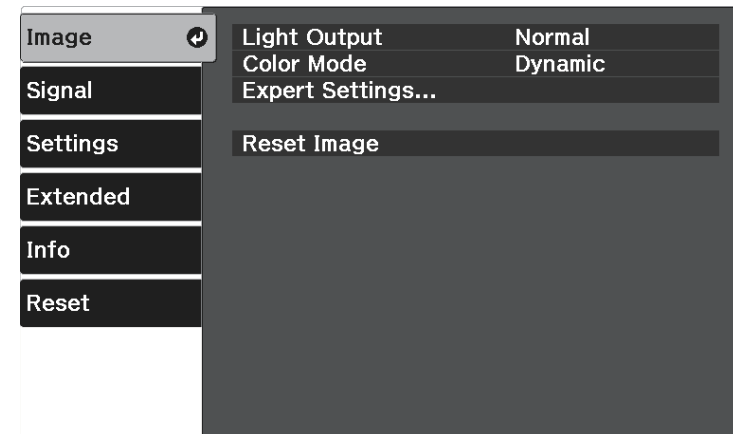 Image
Signal
Settings
Extended
Info
Reset
Light Output Normal
Color Mode Dynamic
Expert Settings...
Reset Image